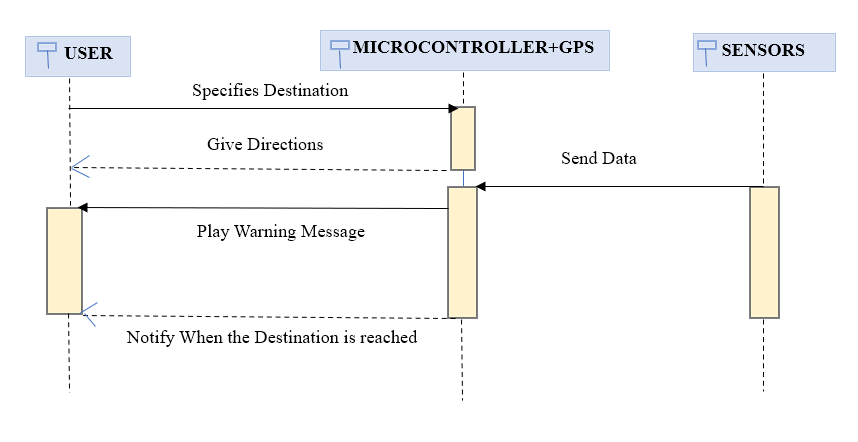 USER
MICROCONTROLLER+GPS
SENSORS
Specifies Destination
Give Directions
Send Data
Play Warning Message
Notify When the Destination is reached